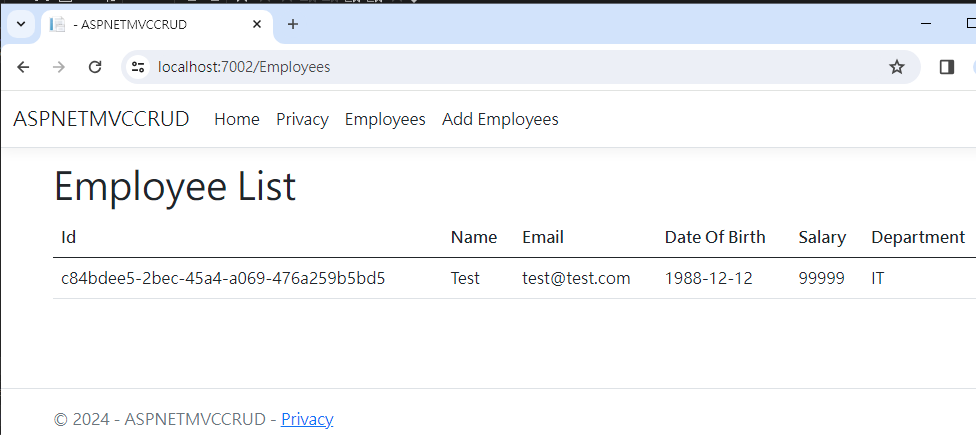 - ASPNETMVCCRUD
localhost:7002/Employees
ASPNETMVCCRUD Home Privacy Employees Add Employees
Employee List
Id Name Email Date Of Birth Salary Department
c84bdee5-2bec-45a4-a069-476a259b5bd5 Test test@test.com 1988-12-12 99999 IT
© 2024 - ASPNETMVCCRUD - Privacy